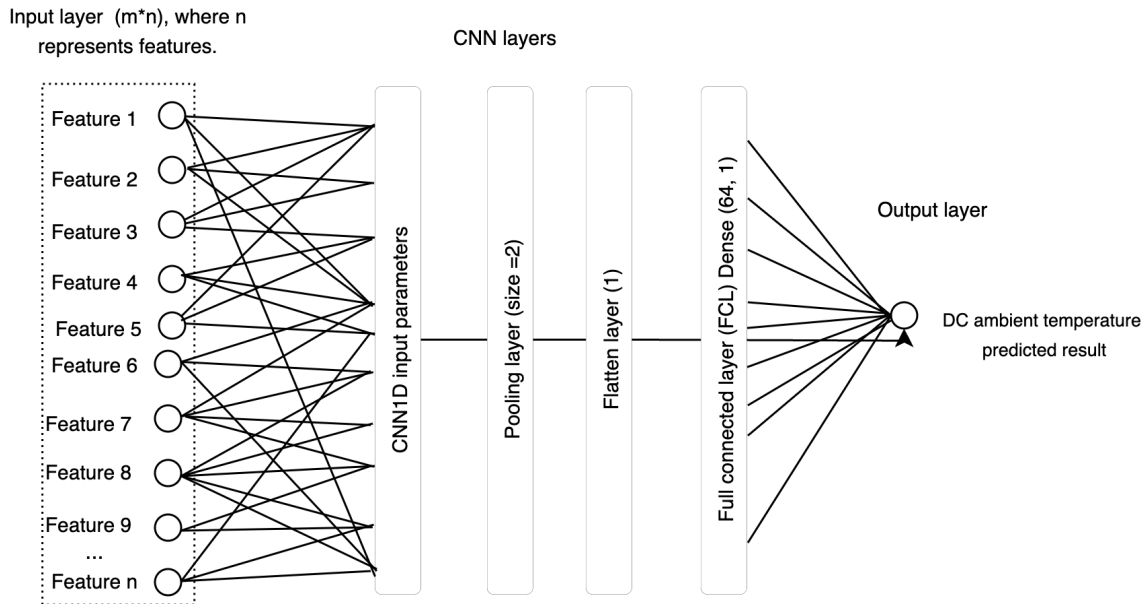 Input layer (m*n), where n
represents features.
CNN layers
Feature 1
Feature 2
Feature 3
Feature 4
Feature 5
Feature 6
Feature 7
Feature 8
Feature 9
...
Feature n
CNN1D input parameters
Pooling layer (size =2)
Flatten layer (1)
Full connected layer (FCL) Dense (64, 1)
Output layer
DC ambient temperature
predicted result